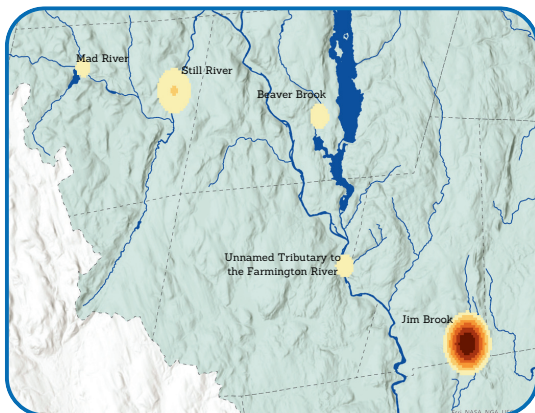 Mad River
Still River
Beaver Brook
Unnamed Tributary to
the Farmington River
Jim Brook